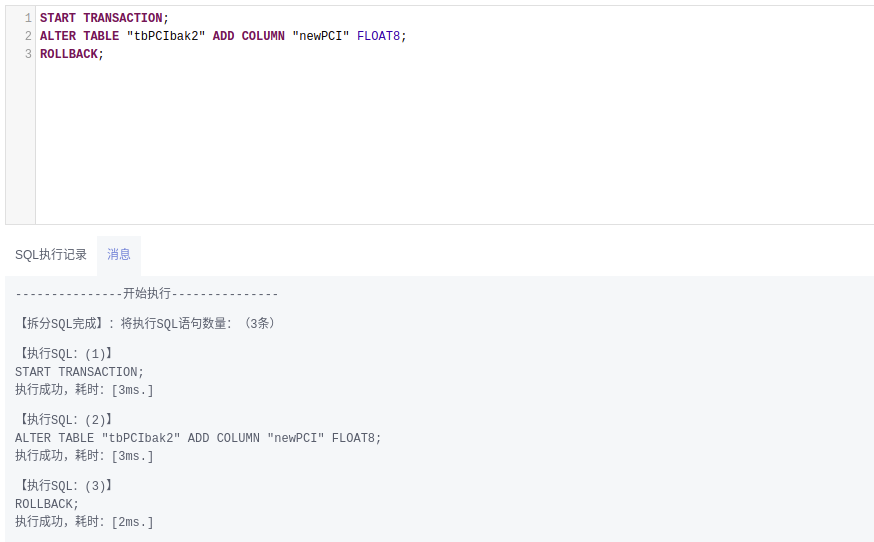 1 START TRANSACTION;
2 ALTER TABLE "tbPCIbak2" ADD COLUMN "newPCI" FLOAT8;
3 ROLLBACK;
SQL执行记录 消息
---------------开始执行---------------
【拆分SQL完成】：将执行SQL语句数量：（3条）
【执行SQL：(1)】
START TRANSACTION;
执行成功，耗时：[3ms.]
【执行SQL：(2)】
ALTER TABLE "tbPCIbak2" ADD COLUMN "newPCI" FLOAT8;
执行成功，耗时：[3ms.]
【执行SQL：(3)】
ROLLBACK;
执行成功，耗时：[2ms.]